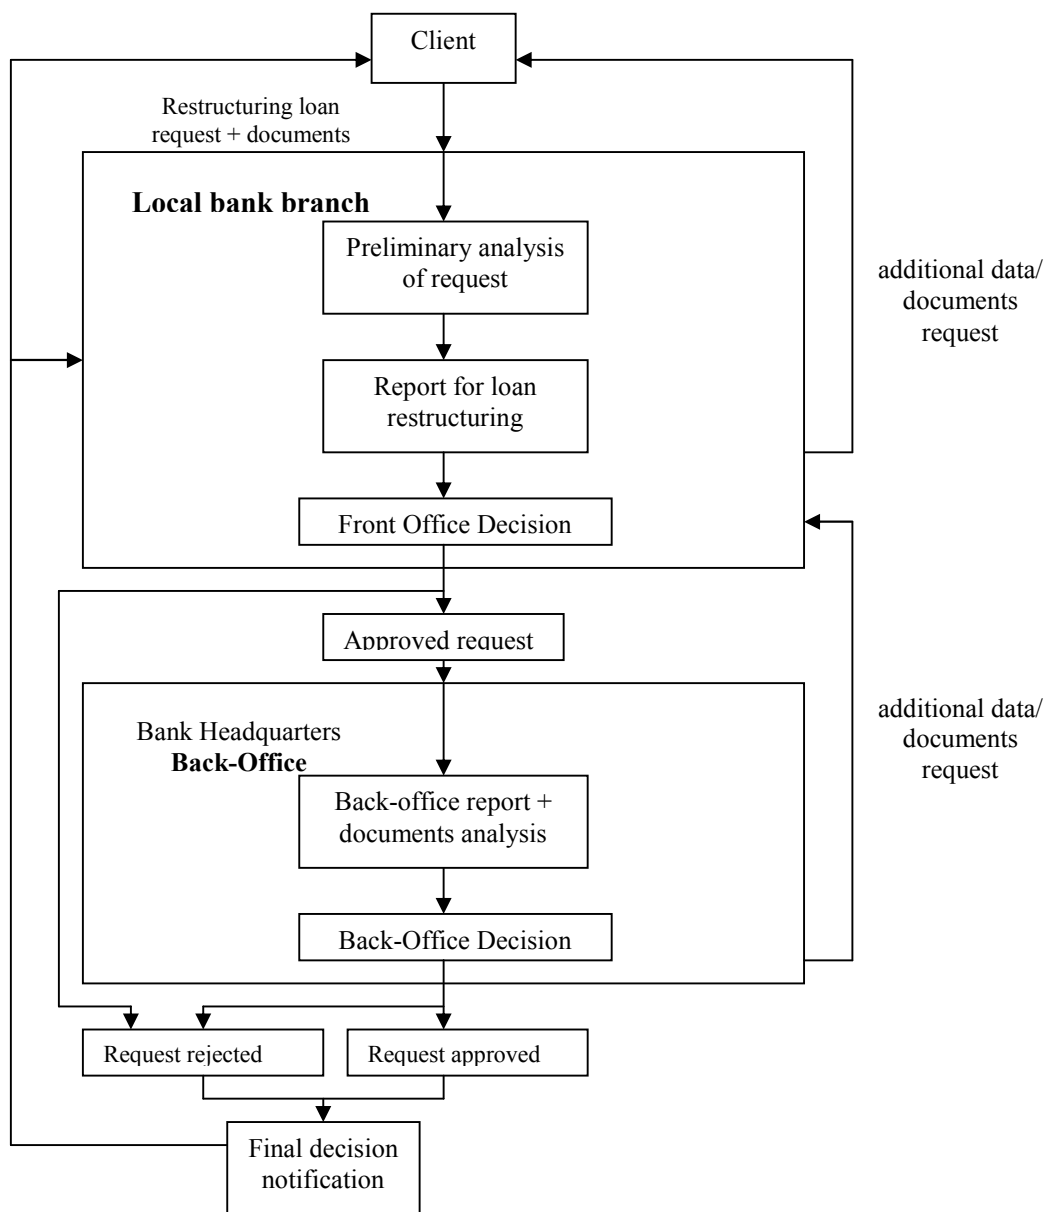 Client
Restructuring loan
request + documents
Local bank branch
Preliminary analysis
of request
additional data/
documents
request
Report for loan
restructuring
Front Office Decision
Approved request
additional data/
documents
request
Bank Headquarters
Back-Office
Back-office report +
documents analysis
Back-Office Decision
Request rejected
Request approved
Final decision
notification